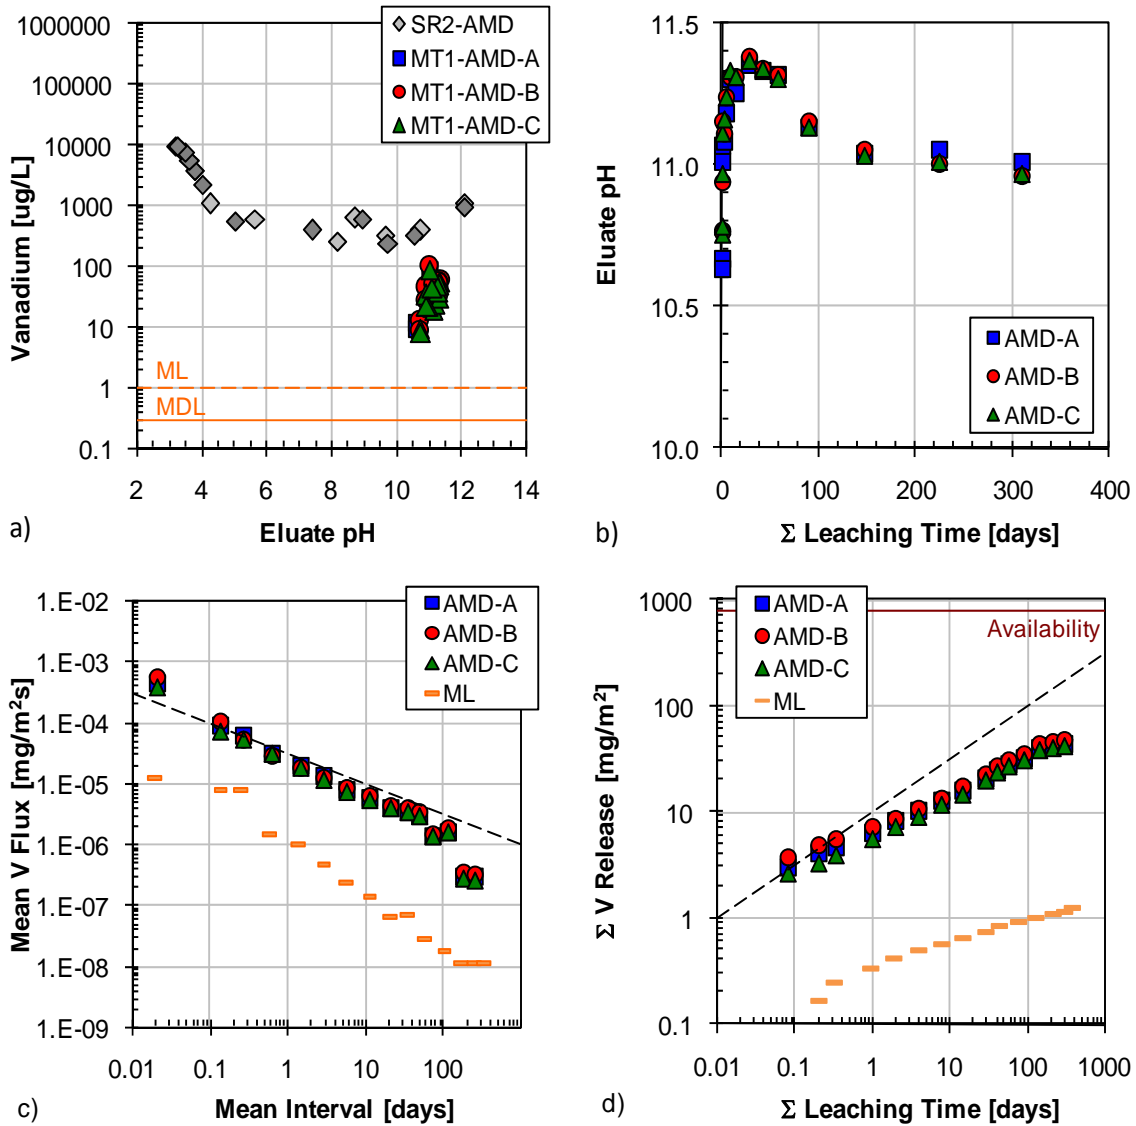 1000000
100000
10000
1000
100
10
1
0.1
Vanadium [ug/L]
SR2-AMD
MT1-AMD-A
MT1-AMD-B
MT1-AMD-C
ML
MDL
2 4 6 8 10 12 14
Eluate pH
a)
11.5
11.0
10.5
10.0
Eluate pH
AMD-A
AMD-B
AMD-C
0 100 200 300 400
Σ Leaching Time [days]
b)
1.E-02
1.E-03
1.E-04
1.E-05
1.E-06
1.E-07
1.E-08
1.E-09
Mean V Flux [mg/m²s]
AMD-A
AMD-B
AMD-C
ML
0.01 0.1 1 10 100
Mean Interval [days]
c)
1000
100
10
1
0.1
Σ V Release [mg/m²]
AMD-A
AMD-B
AMD-C
ML
Availability
0.01 0.1 1 10 100 1000
Σ Leaching Time [days]
d)